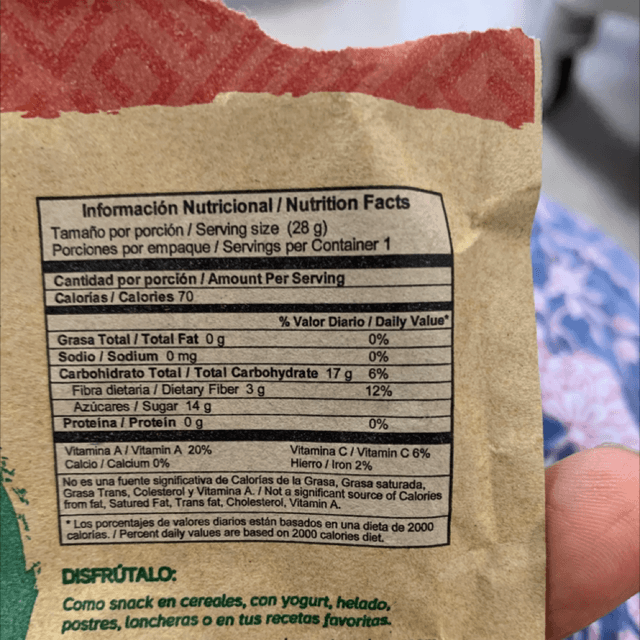 Información Nutricional / Nutrition Facts
Tamaño por porción / Serving size (28 g)
Porciones por empaque / Servings per Container 1
Cantidad por porción / Amount Per Serving
Calorías / Calories 70
% Valor Diario / Daily Value*
Grasa Total / Total Fat 0 g 0%
Sodio / Sodium 0 mg 0%
Carbohidrato Total / Total Carbohydrate 17 g 6%
Fibra dietaria / Dietary Fiber 3 g 12%
Azúcares / Sugar 14 g
Proteína / Protein 0 g 0%
Vitamina A / Vitamin A 20% Vitamina C / Vitamin C 6%
Calcio / Calcium 0% Hierro / Iron 2%
No es una fuente significativa de Calorías de la Grasa, Grasa saturada,
Grasa Trans, Colesterol y Vitamina A. / Not a significant source of Calories
from fat, Satured Fat, Trans fat, Cholesterol, Vitamin A.
* Los porcentajes de valores diarios están basados en una dieta de 2000
calorías. / Percent daily values are based on 2000 calories diet.
DISFRÚTALO:
Como snack en cereales, con yogurt, helado,
postres, loncheras o en tus recetas favoritas.